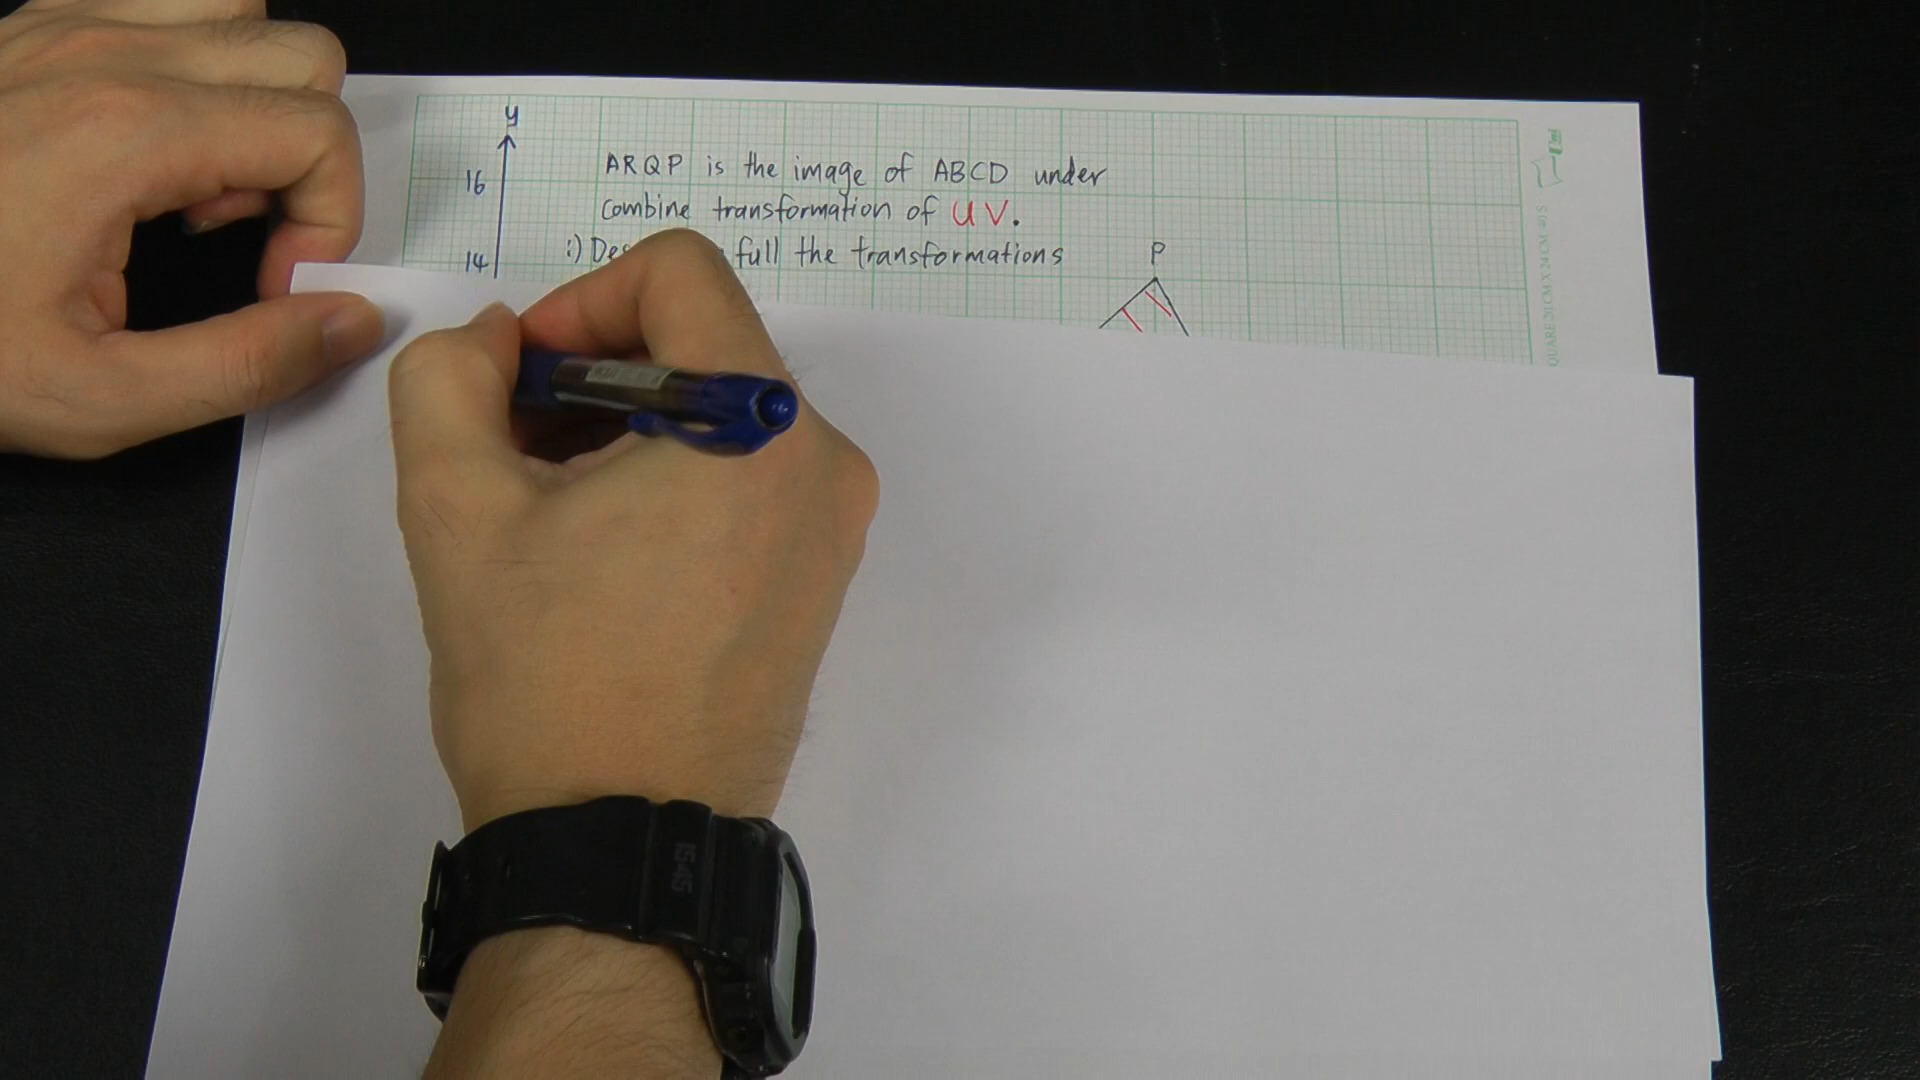 y
16
ARQP is the image of ABCD under
combine transformation of UV.
14
i) full the transformations
P